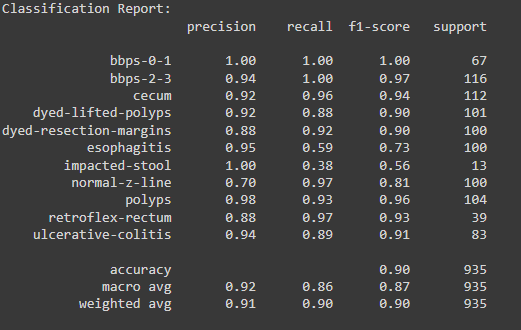 Classification Report:
precision recall f1-score support
bbps-0-1 1.00 1.00 1.00 67
bbps-2-3 0.94 1.00 0.97 116
cecum 0.92 0.96 0.94 112
dyed-lifted-polyps 0.92 0.88 0.90 101
dyed-resection-margins 0.88 0.92 0.90 100
esophagitis 0.95 0.59 0.73 100
impacted-stool 1.00 0.38 0.56 13
normal-z-line 0.70 0.97 0.81 100
polyps 0.98 0.93 0.96 104
retroflex-rectum 0.88 0.97 0.93 39
ulcerative-colitis 0.94 0.89 0.91 83
accuracy 0.90 935
macro avg 0.92 0.86 0.87 935
weighted avg 0.91 0.90 0.90 935